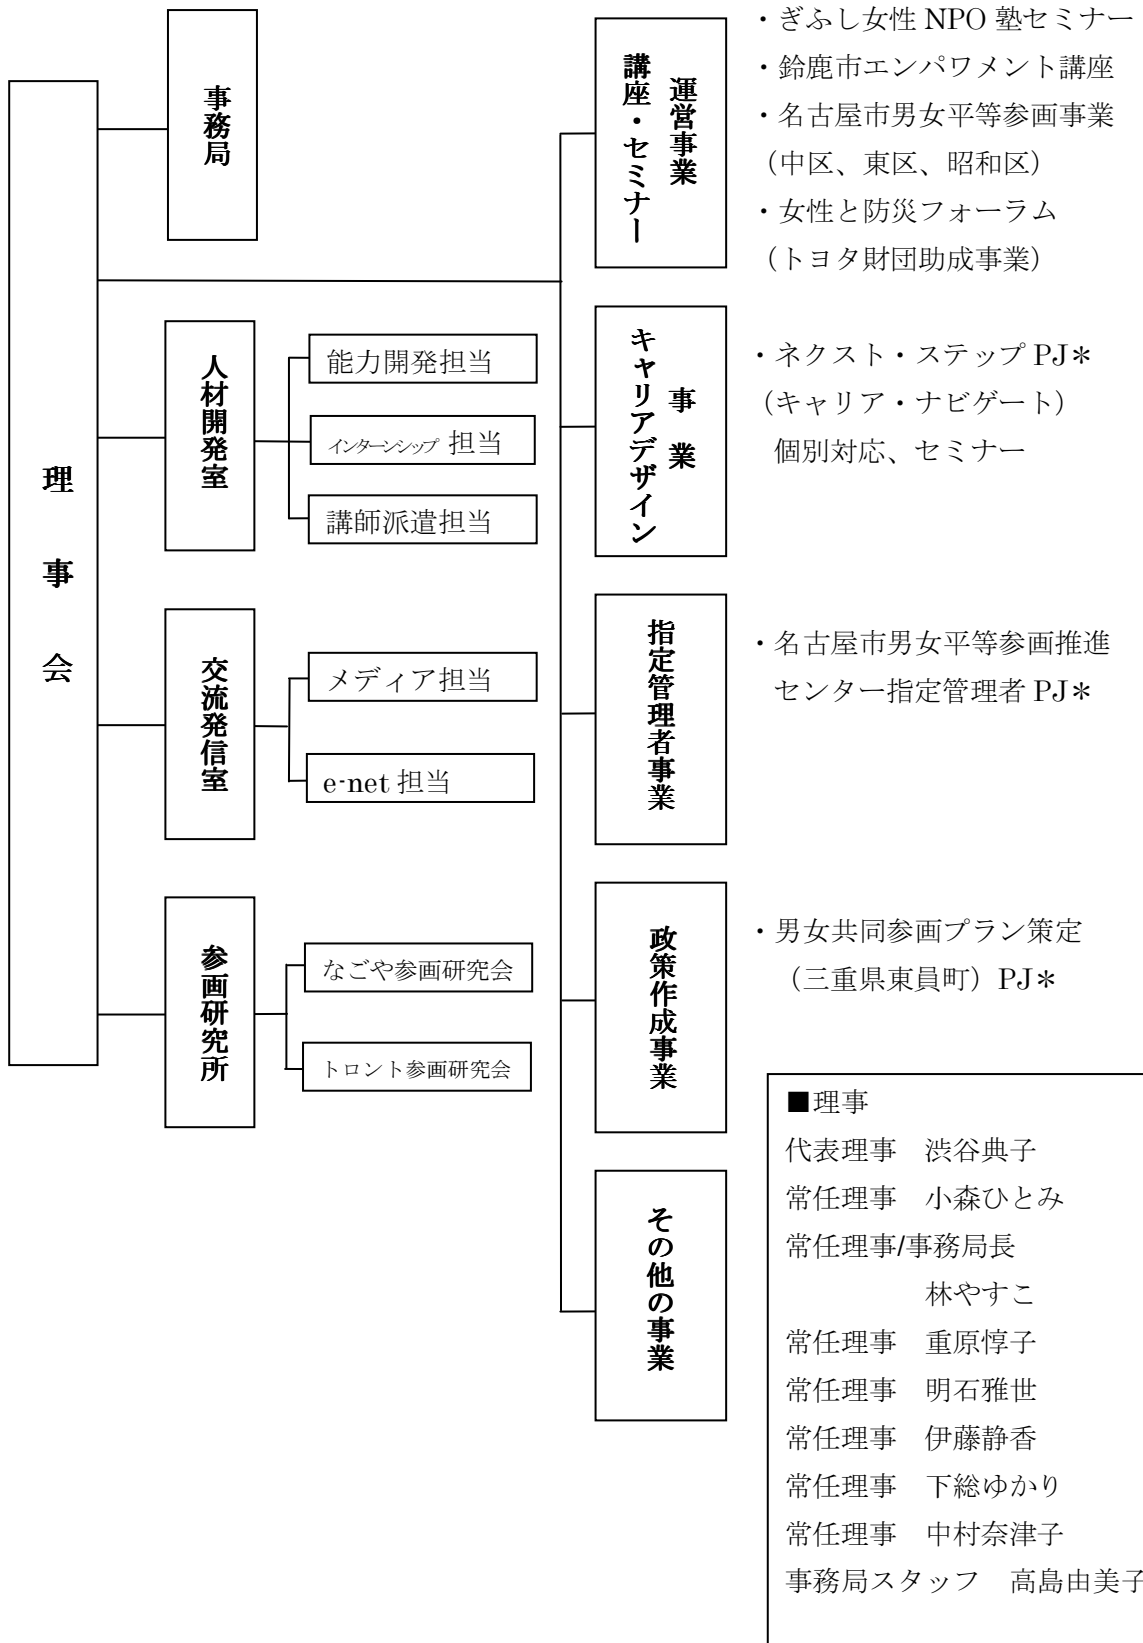 理事会
事務局
人材開発室
能力開発担当
インターンシップ 担当
講師派遣担当
交流発信室
メディア担当
e-net 担当
参画研究所
なごや参画研究会
トロント参画研究会
講座・セミナー
運営事業
・ぎふし女性 NPO 塾セミナー
・鈴鹿市エンパワメント講座
・名古屋市男女平等参画事業
（中区、東区、昭和区）
・女性と防災フォーラム
（トヨタ財団助成事業）
キャリアデザイン
事業
・ネクスト・ステップ PJ＊
（キャリア・ナビゲート）
個別対応、セミナー
指定管理者事業
・名古屋市男女平等参画推進
センター指定管理者 PJ＊
政策作成事業
・男女共同参画プラン策定
（三重県東員町）PJ＊
その他の事業
■理事
代表理事　渋谷典子
常任理事　小森ひとみ
常任理事/事務局長
林やすこ
常任理事　重原惇子
常任理事　明石雅世
常任理事　伊藤静香
常任理事　下総ゆかり
常任理事　中村奈津子
事務局スタッフ　高島由美子